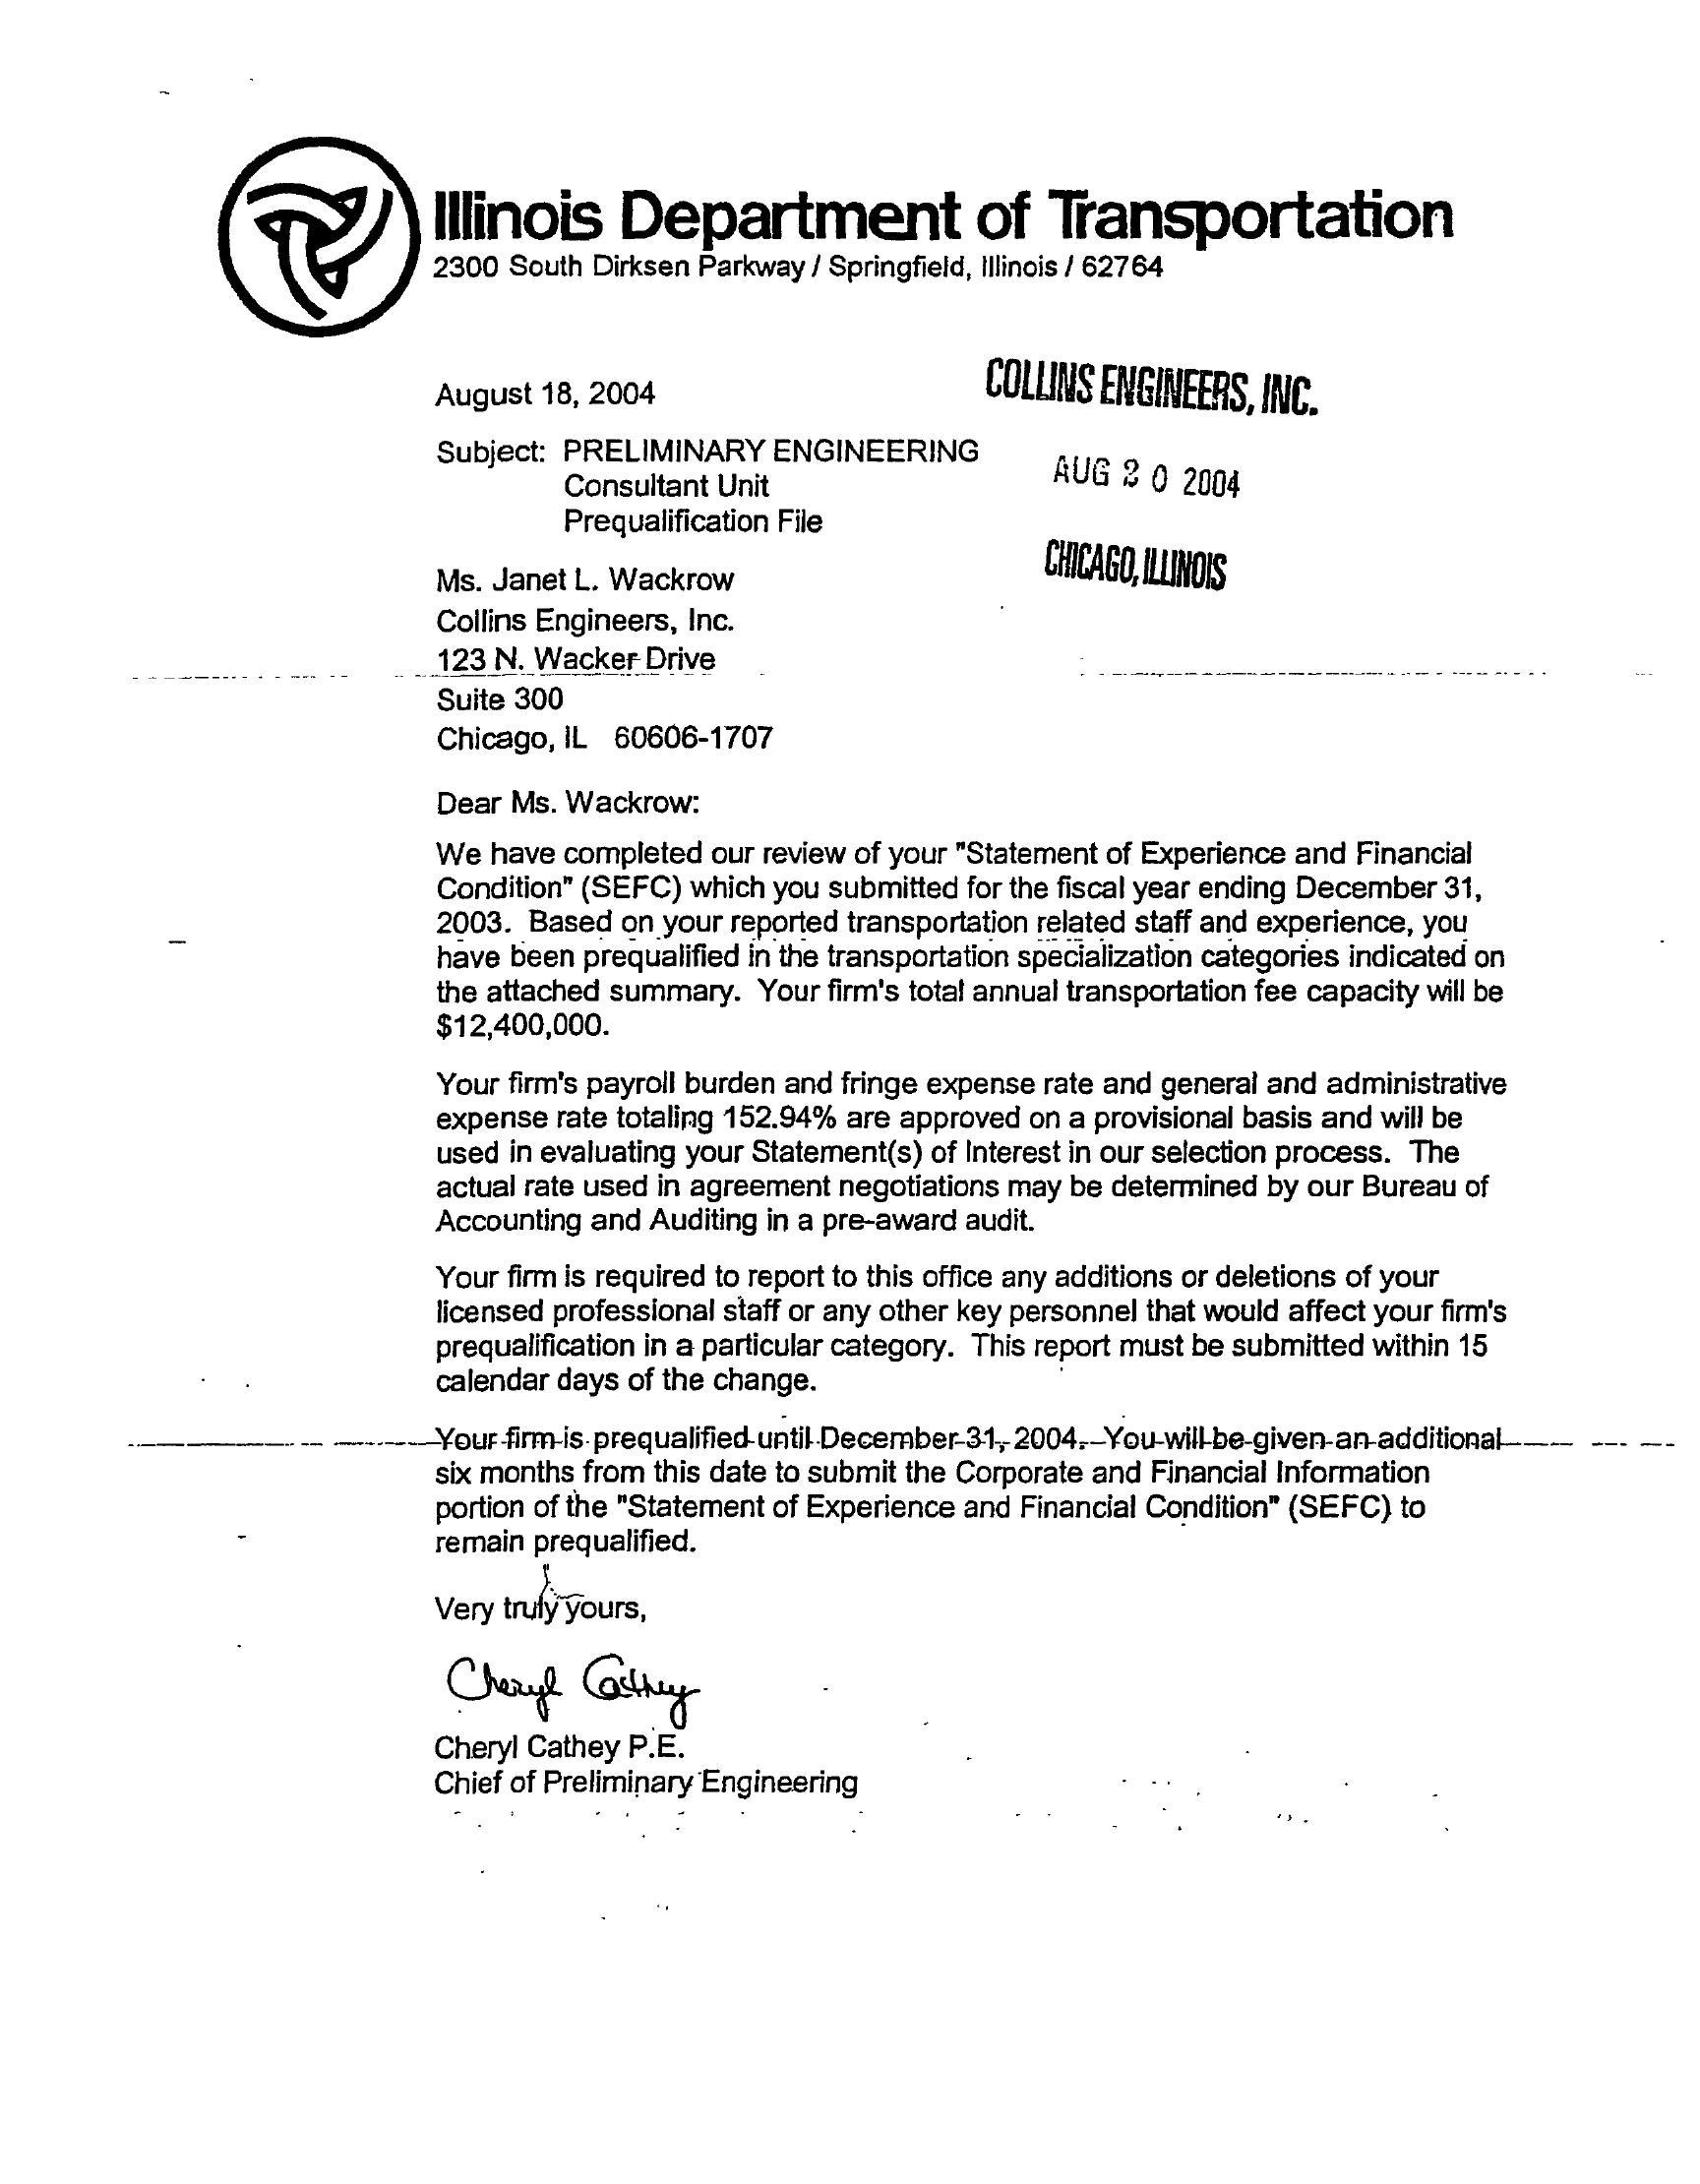 Illinois Department of Transportation
2300 South Dirksen Parkway / Springfield, Illinois / 62764
August 18, 2004
COLLINS ENGINEERS, INC.
Subject: PRELIMINARY ENGINEERING
Consultant Unit
Prequalification File
AUG 20 2004
CHICAGO, ILLINOIS
Ms. Janet L. Wackrow
Collins Engineers, Inc.
123 N. Wacker Drive
Suite 300
Chicago, IL 60606-1707
Dear Ms. Wackrow:
We have completed our review of your "Statement of Experience and Financial
Condition" (SEFC) which you submitted for the fiscal year ending December 31,
2003. Based on your reported transportation related staff and experience, you
have been prequalified in the transportation specialization categories indicated on
the attached summary. Your firm's total annual transportation fee capacity will be
$12,400,000.
Your firm's payroll burden and fringe expense rate and general and administrative
expense rate totaling 152.94% are approved on a provisional basis and will be
used in evaluating your Statement(s) of Interest in our selection process. The
actual rate used in agreement negotiations may be determined by our Bureau of
Accounting and Auditing in a pre-award audit.
Your firm is required to report to this office any additions or deletions of your
licensed professional staff or any other key personnel that would affect your firm's
prequalification in a particular category. This report must be submitted within 15
calendar days of the change.
Your firm is prequalified until December 31, 2004. You will be given an additional
six months from this date to submit the Corporate and Financial Information
portion of the "Statement of Experience and Financial Condition" (SEFC) to
remain prequalified.
Very truly yours,
Cheryl Cathey
Cheryl Cathey P.E.
Chief of Preliminary Engineering